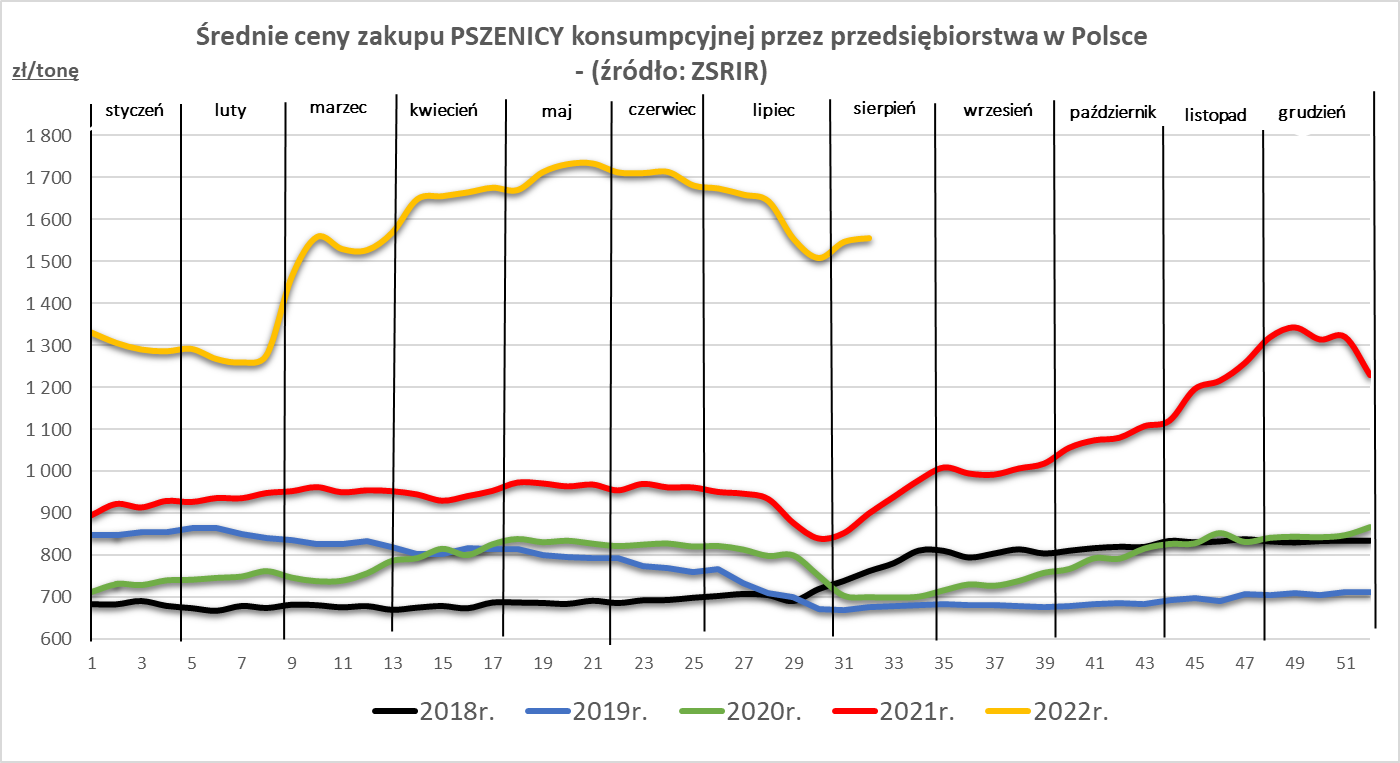 Średnie ceny zakupu PSZENICY konsumpcyjnej przez przedsiębiorstwa w Polsce
- (źródło: ZSRIR)
zł/tonę
styczeń luty marzec kwiecień maj czerwiec lipiec sierpień wrzesień październik listopad grudzień
1 800
1 700
1 600
1 500
1 400
1 300
1 200
1 100
1 000
900
800
700
600
1 3 5 7 9 11 13 15 17 19 21 23 25 27 29 31 33 35 37 39 41 43 45 47 49 51
2018r. 2019r. 2020r. 2021r. 2022r.